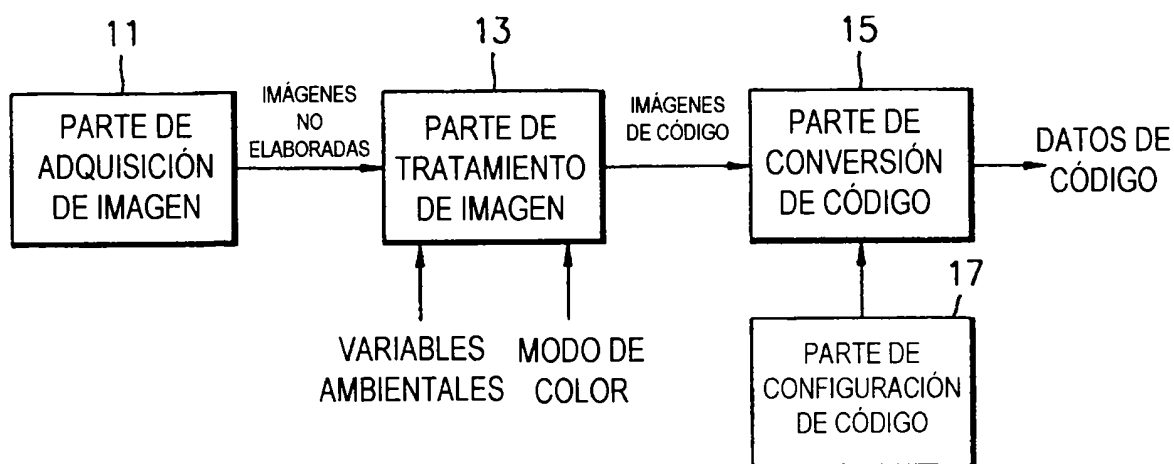 11
13
15
PARTE DE
ADQUISICIÓN
DE IMAGEN
IMÁGENES
NO
ELABORADAS
PARTE DE
TRATAMIENTO
DE IMAGEN
IMÁGENES
DE CÓDIGO
PARTE DE
CONVERSIÓN
DE CÓDIGO
DATOS DE
CÓDIGO
VARIABLES
AMBIENTALES
MODO DE
COLOR
17
PARTE DE
CONFIGURACIÓN
DE CÓDIGO